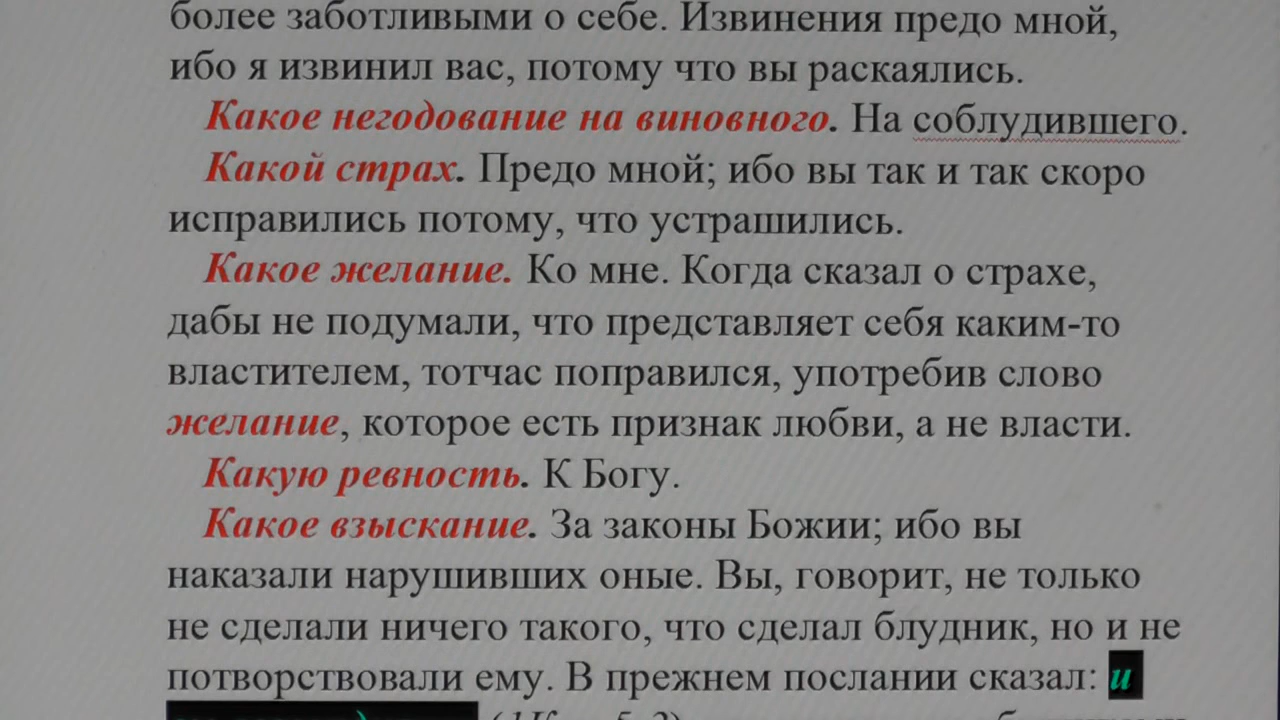 более заботливыми о себе. Извинения предо мной,
ибо я извинил вас, потому что вы раскаялись.
Какое негодование на виновного. На соблудившего.
Какой страх. Предо мной; ибо вы так и так скоро
исправились потому, что устрашились.
Какое желание. Ко мне. Когда сказал о страхе,
дабы не подумали, что представляет себя каким-то
властителем, тотчас поправился, употребив слово
желание, которое есть признак любви, а не власти.
Какую ревность. К Богу.
Какое взыскание. За законы Божии; ибо вы
наказали нарушивших оные. Вы, говорит, не только
не сделали ничего такого, что сделал блудник, но и не
потворствовали ему. В прежнем послании сказал: и